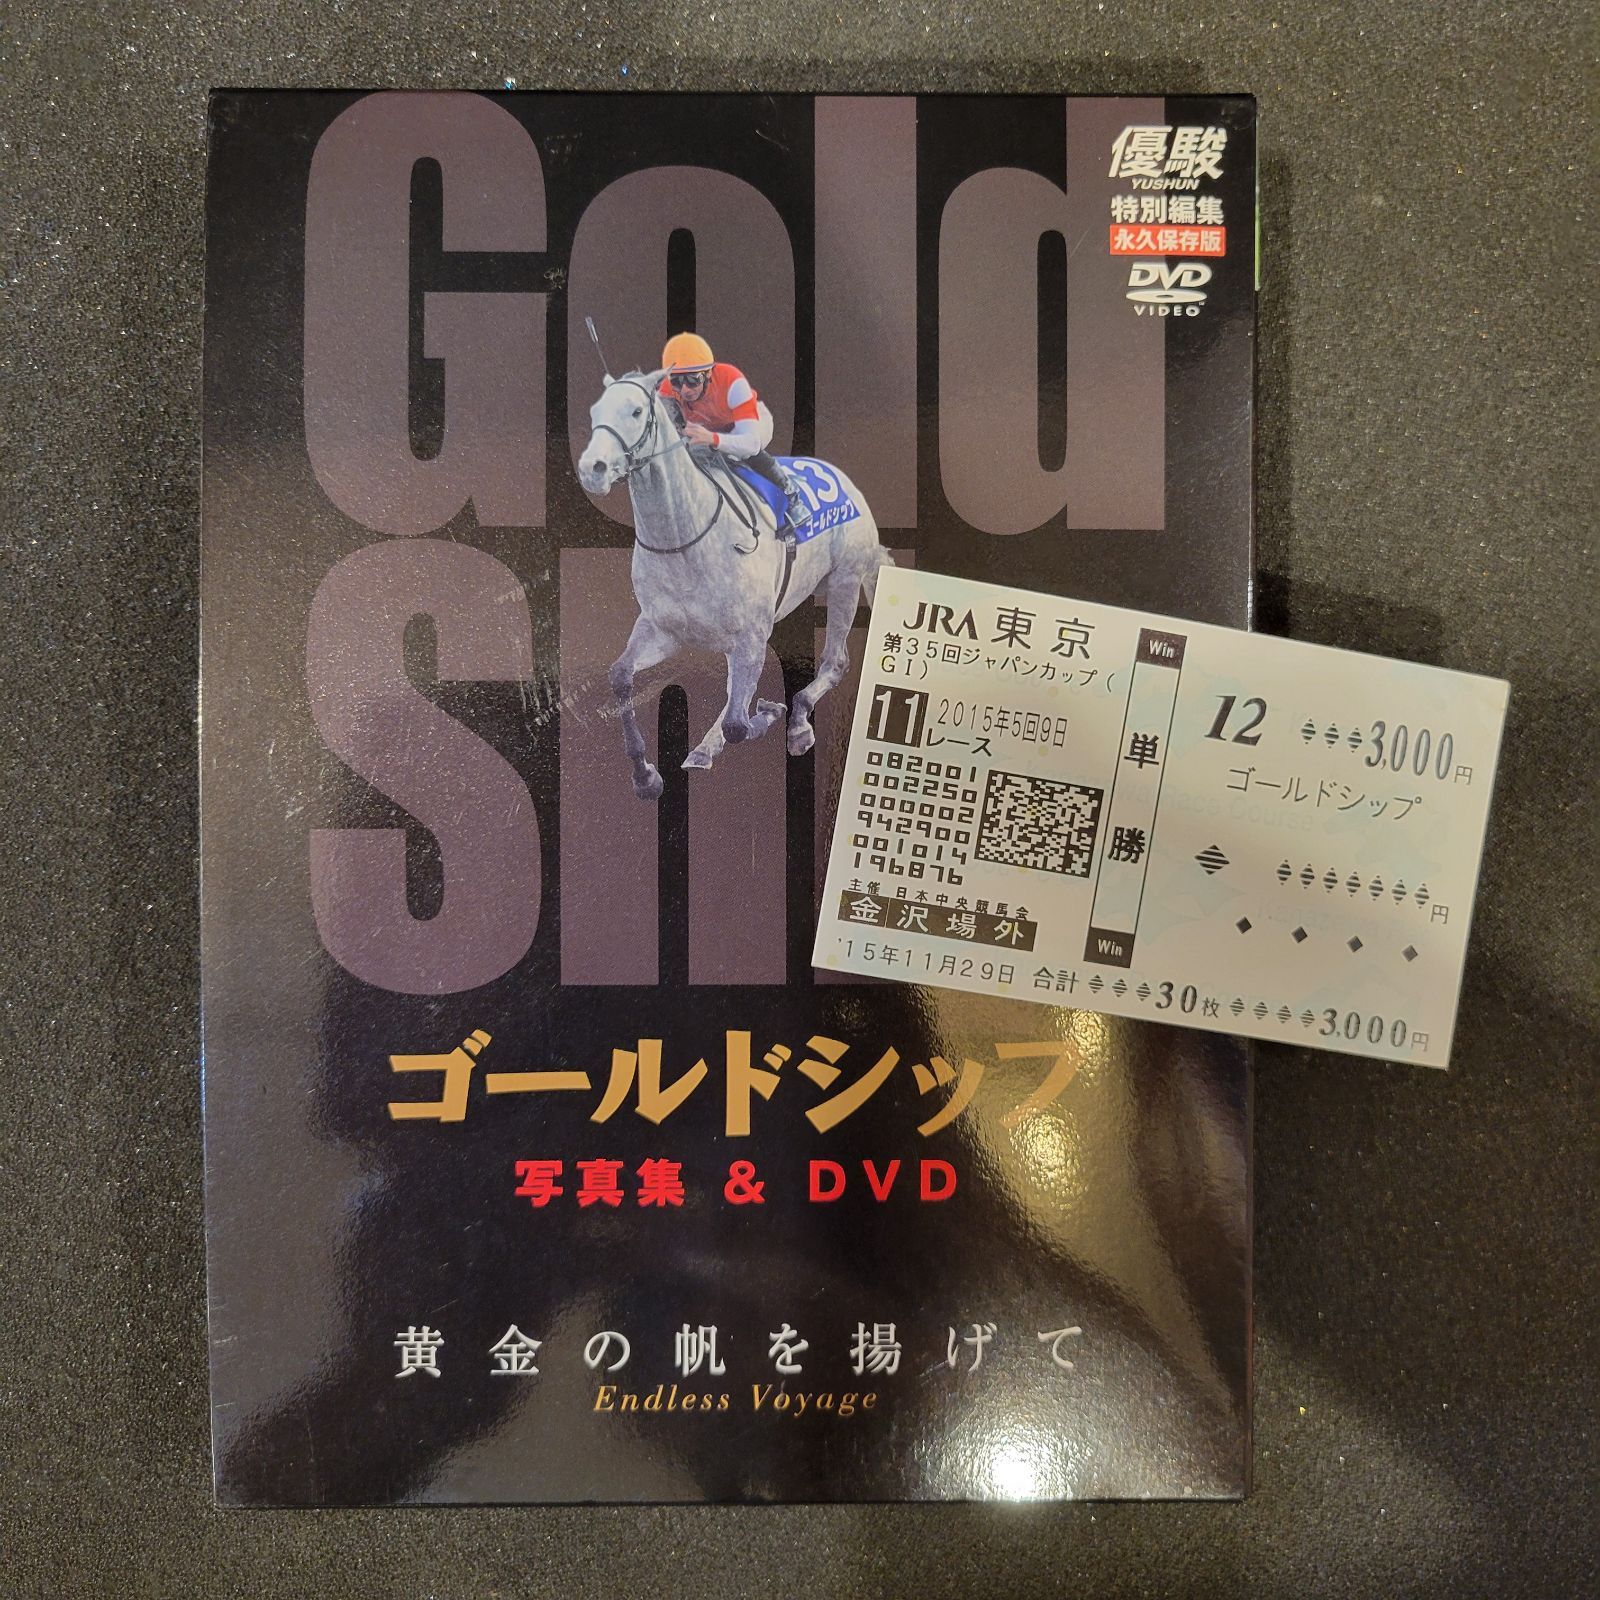 Gold
優駿
YUSHUN
特別編集
永久保存版
DVD
VIDEO
13
ゴールドシップ
JRA 東京
第35回ジャパンカップ(
GI)
11 レース
2015年5回9日
082001
002250
000002
942900
001014
196876
主催 日本中央競馬会
金沢場外
'15年11月29日
Win
単勝
Win
12 3,000円
ゴールドシップ
円
合計 30枚 3,000円
ゴールドシップ
写真集 & DVD
黄金の帆を揚げて
Endless Voyage